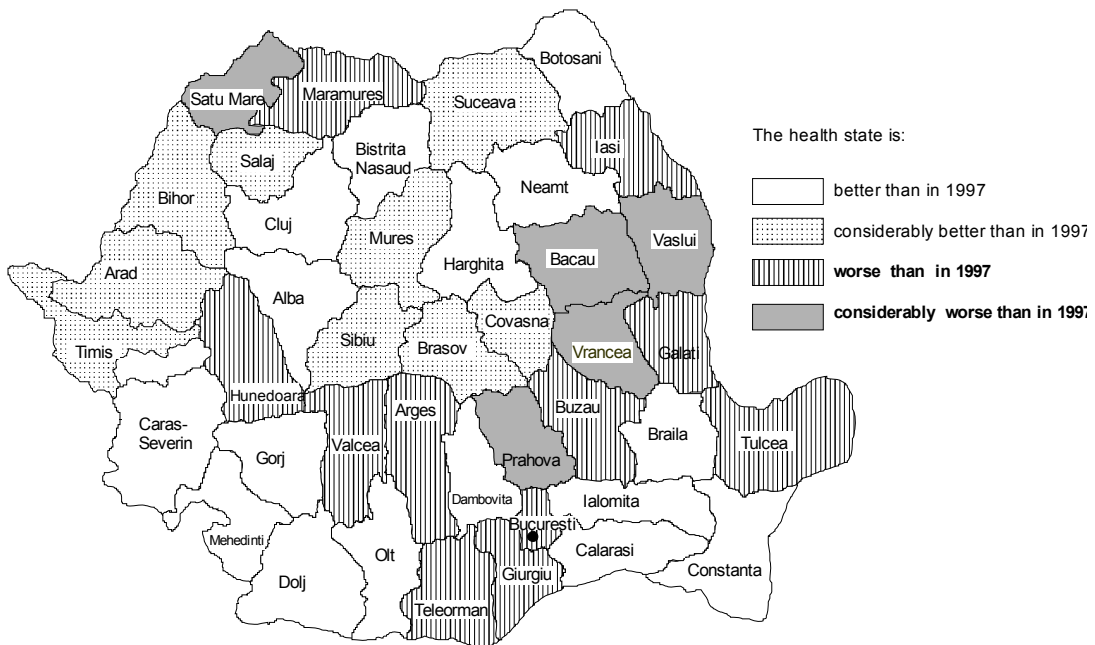 Botosani
Satu Mare
Maramures
Suceava
Iasi
Salaj
Bistrita
Nasaud
Neamt
Bihor
Cluj
Mures
Vaslui
Harghita
Bacau
Arad
Alba
Covasna
Timis
Sibiu
Brasov
Vrancea
Galati
Hunedoara
Caras-
Severin
Arges
Buzau
Valcea
Gorj
Braila
Tulcea
Prahova
Dambovita
Ialomita
Bucuresti
Mehedinti
Olt
Calarasi
Dolj
Giurgiu
Constanta
Teleorman
The health state is:
better than in 1997
considerably better than in 1997
worse than in 1997
considerably worse than in 1997